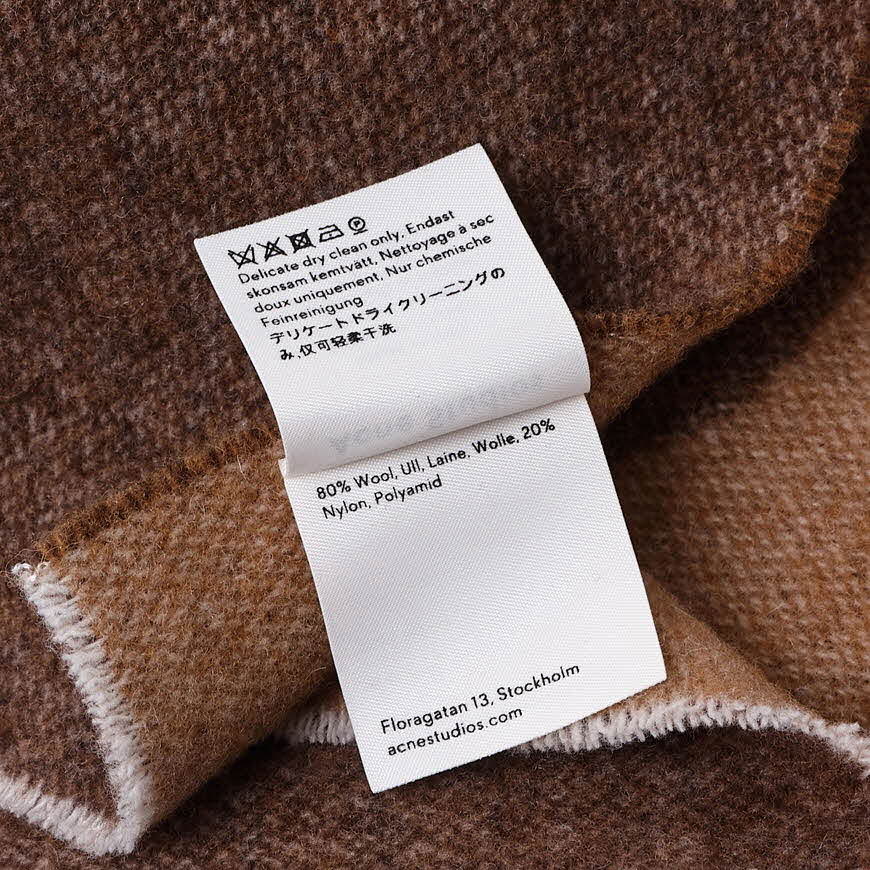 Delicate dry clean only, Endast
skonsam kemtvätt, Nettoyage à sec
doux uniquement, Nur chemische
Feinreinigung
デリケートドライクリーニングの
み,仅可轻柔干洗
80% Wool, Ull, Laine, Wolle, 20%
Nylon, Polyamid
Floragatan 13, Stockholm
acnestudios.com